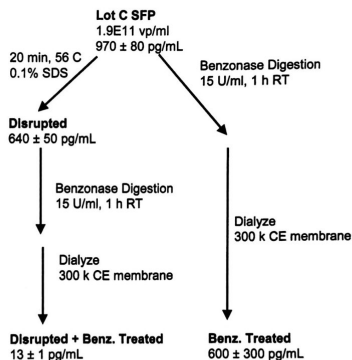 Lot C SFP
1.9E11 vp/ml
970 ± 80 pg/mL
20 min, 56 C
0.1% SDS
Benzonase Digestion
15 U/ml, 1 h RT
Disrupted
640 ± 50 pg/mL
Benzonase Digestion
15 U/ml, 1 h RT
Dialyze
300 k CE membrane
Dialyze
300 k CE membrane
Disrupted + Benz. Treated
13 ± 1 pg/mL
Benz. Treated
600 ± 300 pg/mL